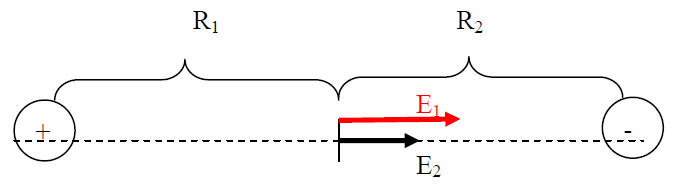 R₁ R₂
E₁
+ -
E₂